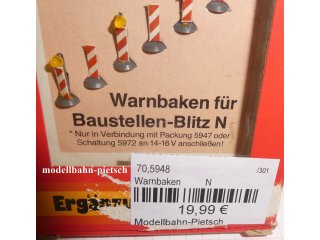 Warnbaken für
Baustellen-Blitz N
* Nur in Verbindung mit Packung 5947 oder
Schaltung 5972 an 14-16 V anschließen!
modellbahn-pietsch
70,5948 /301
Warnbaken N
19,99 €
Modellbahn-Pietsch